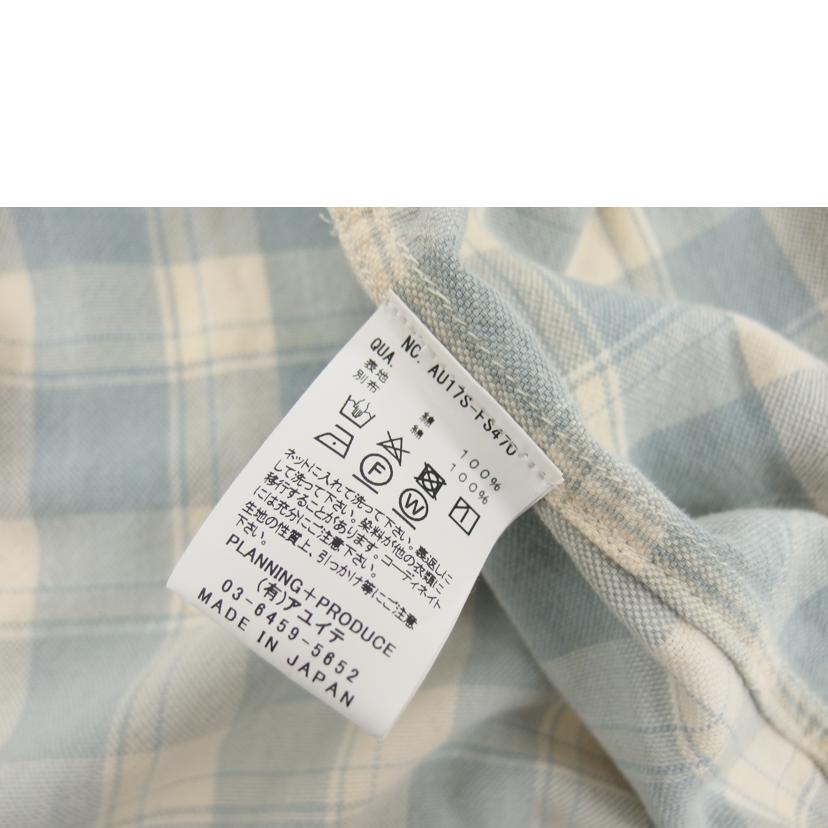 NC. AU17S-FS470
QUA.
表地 綿 100%
別布 綿 100%
F
W
ネットに入れて洗って下さい。裏返しに
して洗って下さい。染料が他の衣類に
移行することがあります。コーディネイト
には充分にご注意下さい。
生地の性質上、引っかけ等にご注意
下さい。
PLANNING+PRODUCE
(有)アユイテ
03-6459-5652
MADE IN JAPAN